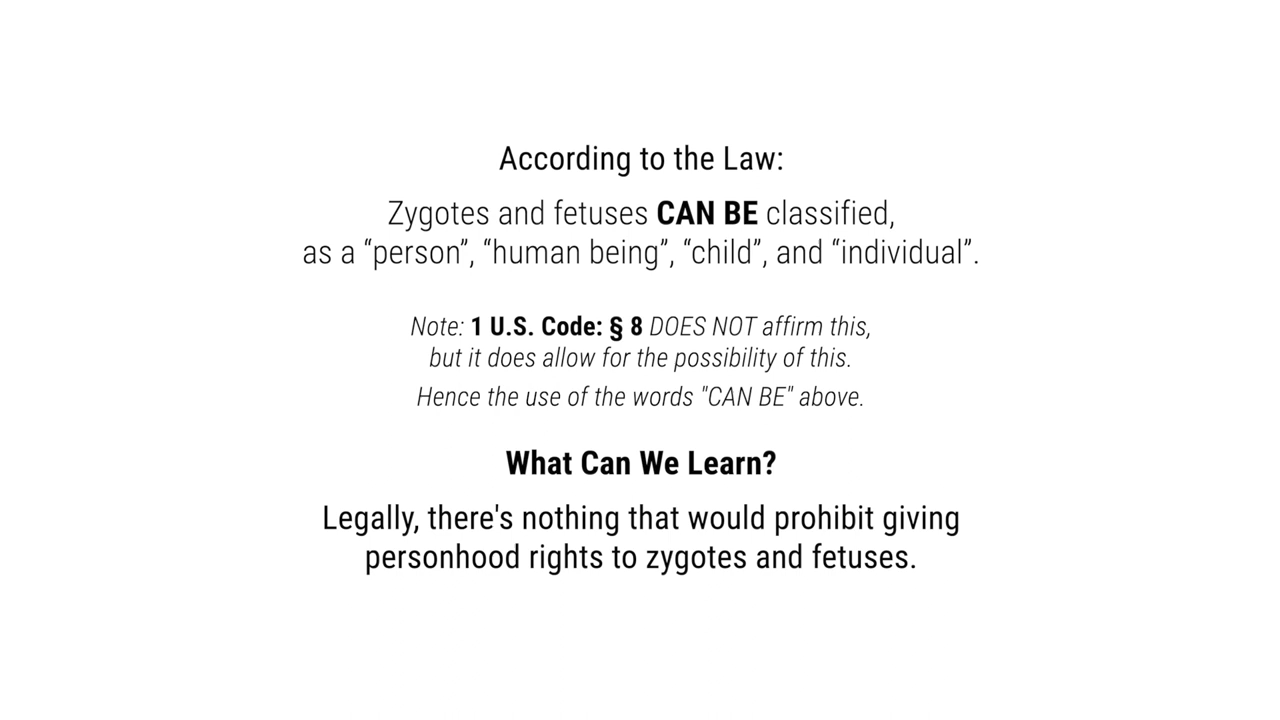 According to the Law:
Zygotes and fetuses CAN BE classified,
as a “person”, “human being”, “child”, and “individual”.
Note: 1 U.S. Code: § 8 DOES NOT affirm this,
but it does allow for the possibility of this.
Hence the use of the words "CAN BE" above.
What Can We Learn?
Legally, there's nothing that would prohibit giving
personhood rights to zygotes and fetuses.